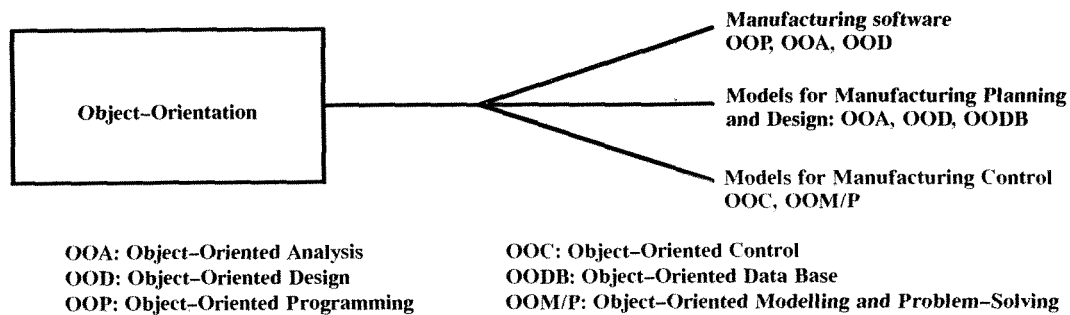 Object-Orientation
Manufacturing software
OOP, OOA, OOD
Models for Manufacturing Planning
and Design: OOA, OOD, OODB
Models for Manufacturing Control
OOC, OOM/P
OOA: Object-Oriented Analysis
OOD: Object-Oriented Design
OOP: Object-Oriented Programming
OOC: Object-Oriented Control
OODB: Object-Oriented Data Base
OOM/P: Object-Oriented Modelling and Problem-Solving